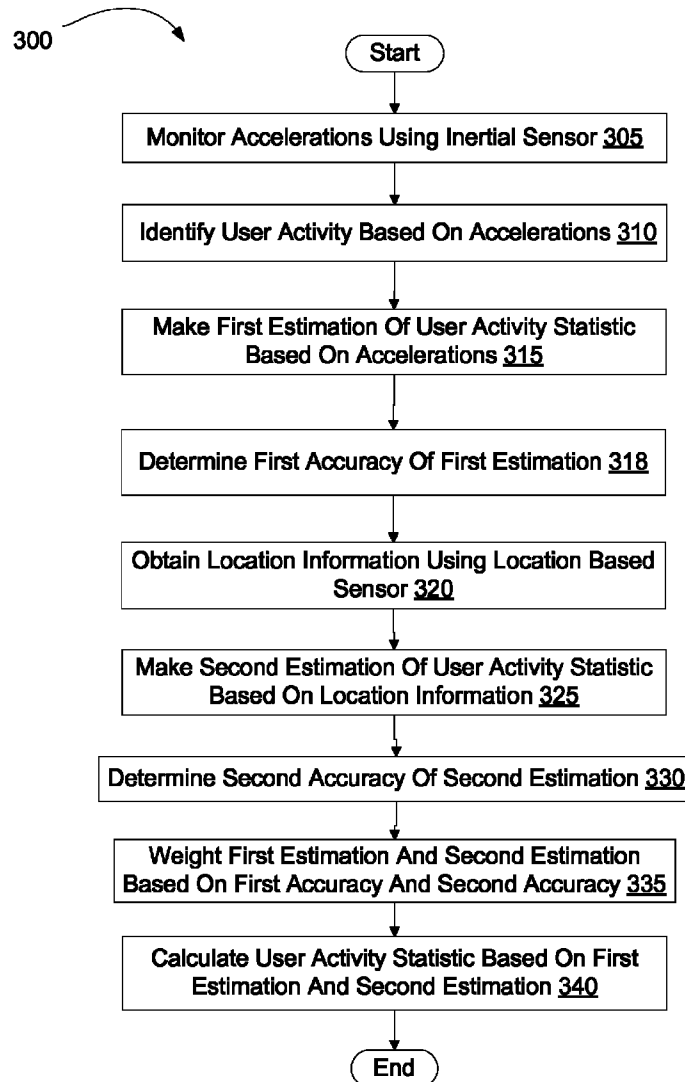 300
Start
Monitor Accelerations Using Inertial Sensor 305
Identify User Activity Based On Accelerations 310
Make First Estimation Of User Activity Statistic
Based On Accelerations 315
Determine First Accuracy Of First Estimation 318
Obtain Location Information Using Location Based
Sensor 320
Make Second Estimation Of User Activity Statistic
Based On Location Information 325
Determine Second Accuracy Of Second Estimation 330
Weight First Estimation And Second Estimation
Based On First Accuracy And Second Accuracy 335
Calculate User Activity Statistic Based On First
Estimation And Second Estimation 340
End